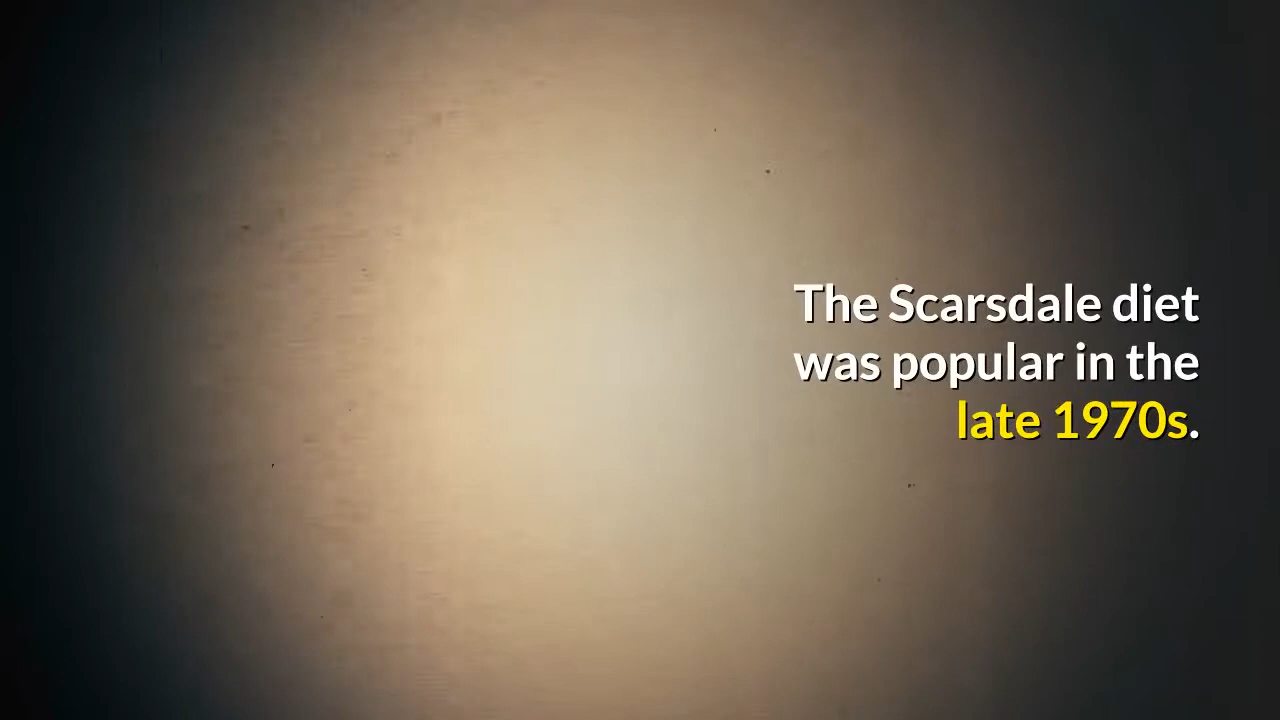 The Scarsdale diet
was popular in the
late 1970s.